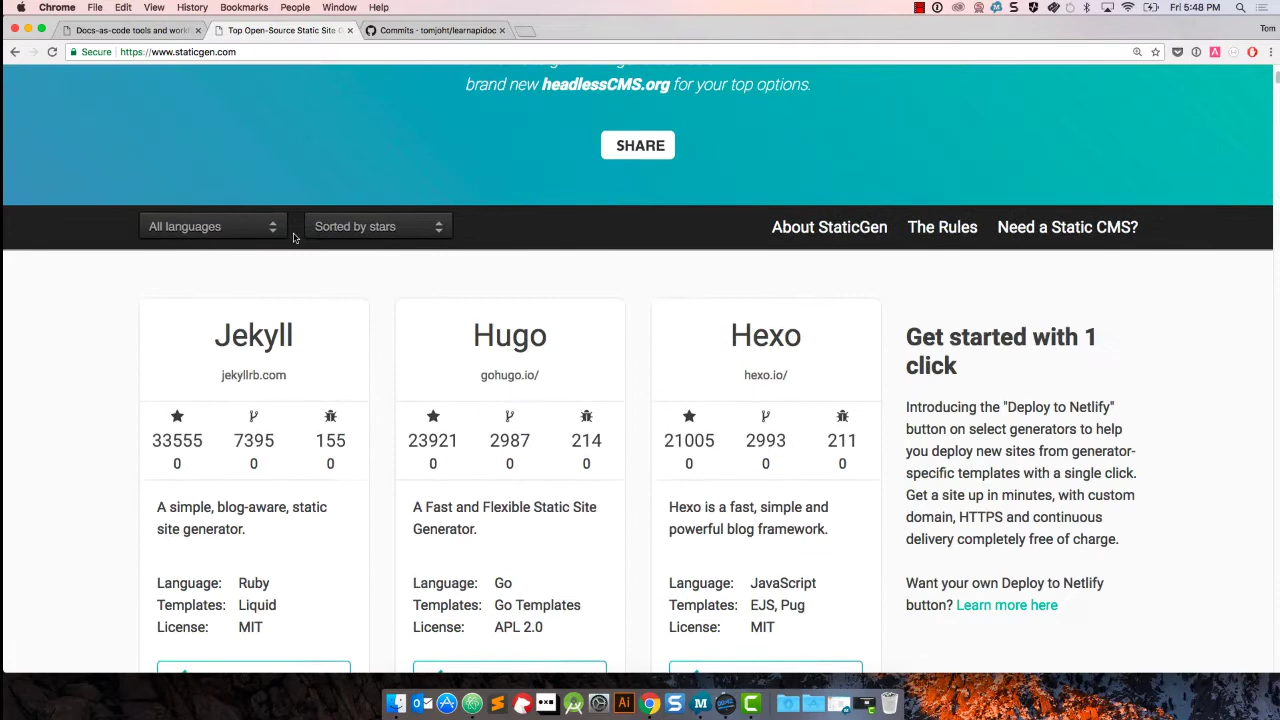 Chrome File Edit View History Bookmarks People Window Help Fri 5:48 PM
Docs-as-code tools and work Top Open-Source Static Site G Commits · tomjoht/learnapidoc Tom
Secure https://www.staticgen.com
brand new headlessCMS.org for your top options.
SHARE
All languages Sorted by stars About StaticGen The Rules Need a Static CMS?
Jekyll
jekyllrb.com
33555 7395 155
0 0 0
A simple, blog-aware, static
site generator.
Language: Ruby
Templates: Liquid
License: MIT
Hugo
gohugo.io/
23921 2987 214
0 0 0
A Fast and Flexible Static Site
Generator.
Language: Go
Templates: Go Templates
License: APL 2.0
Hexo
hexo.io/
21005 2993 211
0 0 0
Hexo is a fast, simple and
powerful blog framework.
Language: JavaScript
Templates: EJS, Pug
License: MIT
Get started with 1
click
Introducing the "Deploy to Netlify"
button on select generators to help
you deploy new sites from generator-
specific templates with a single click.
Get a site up in minutes, with custom
domain, HTTPS and continuous
delivery completely free of charge.
Want your own Deploy to Netlify
button? Learn more here